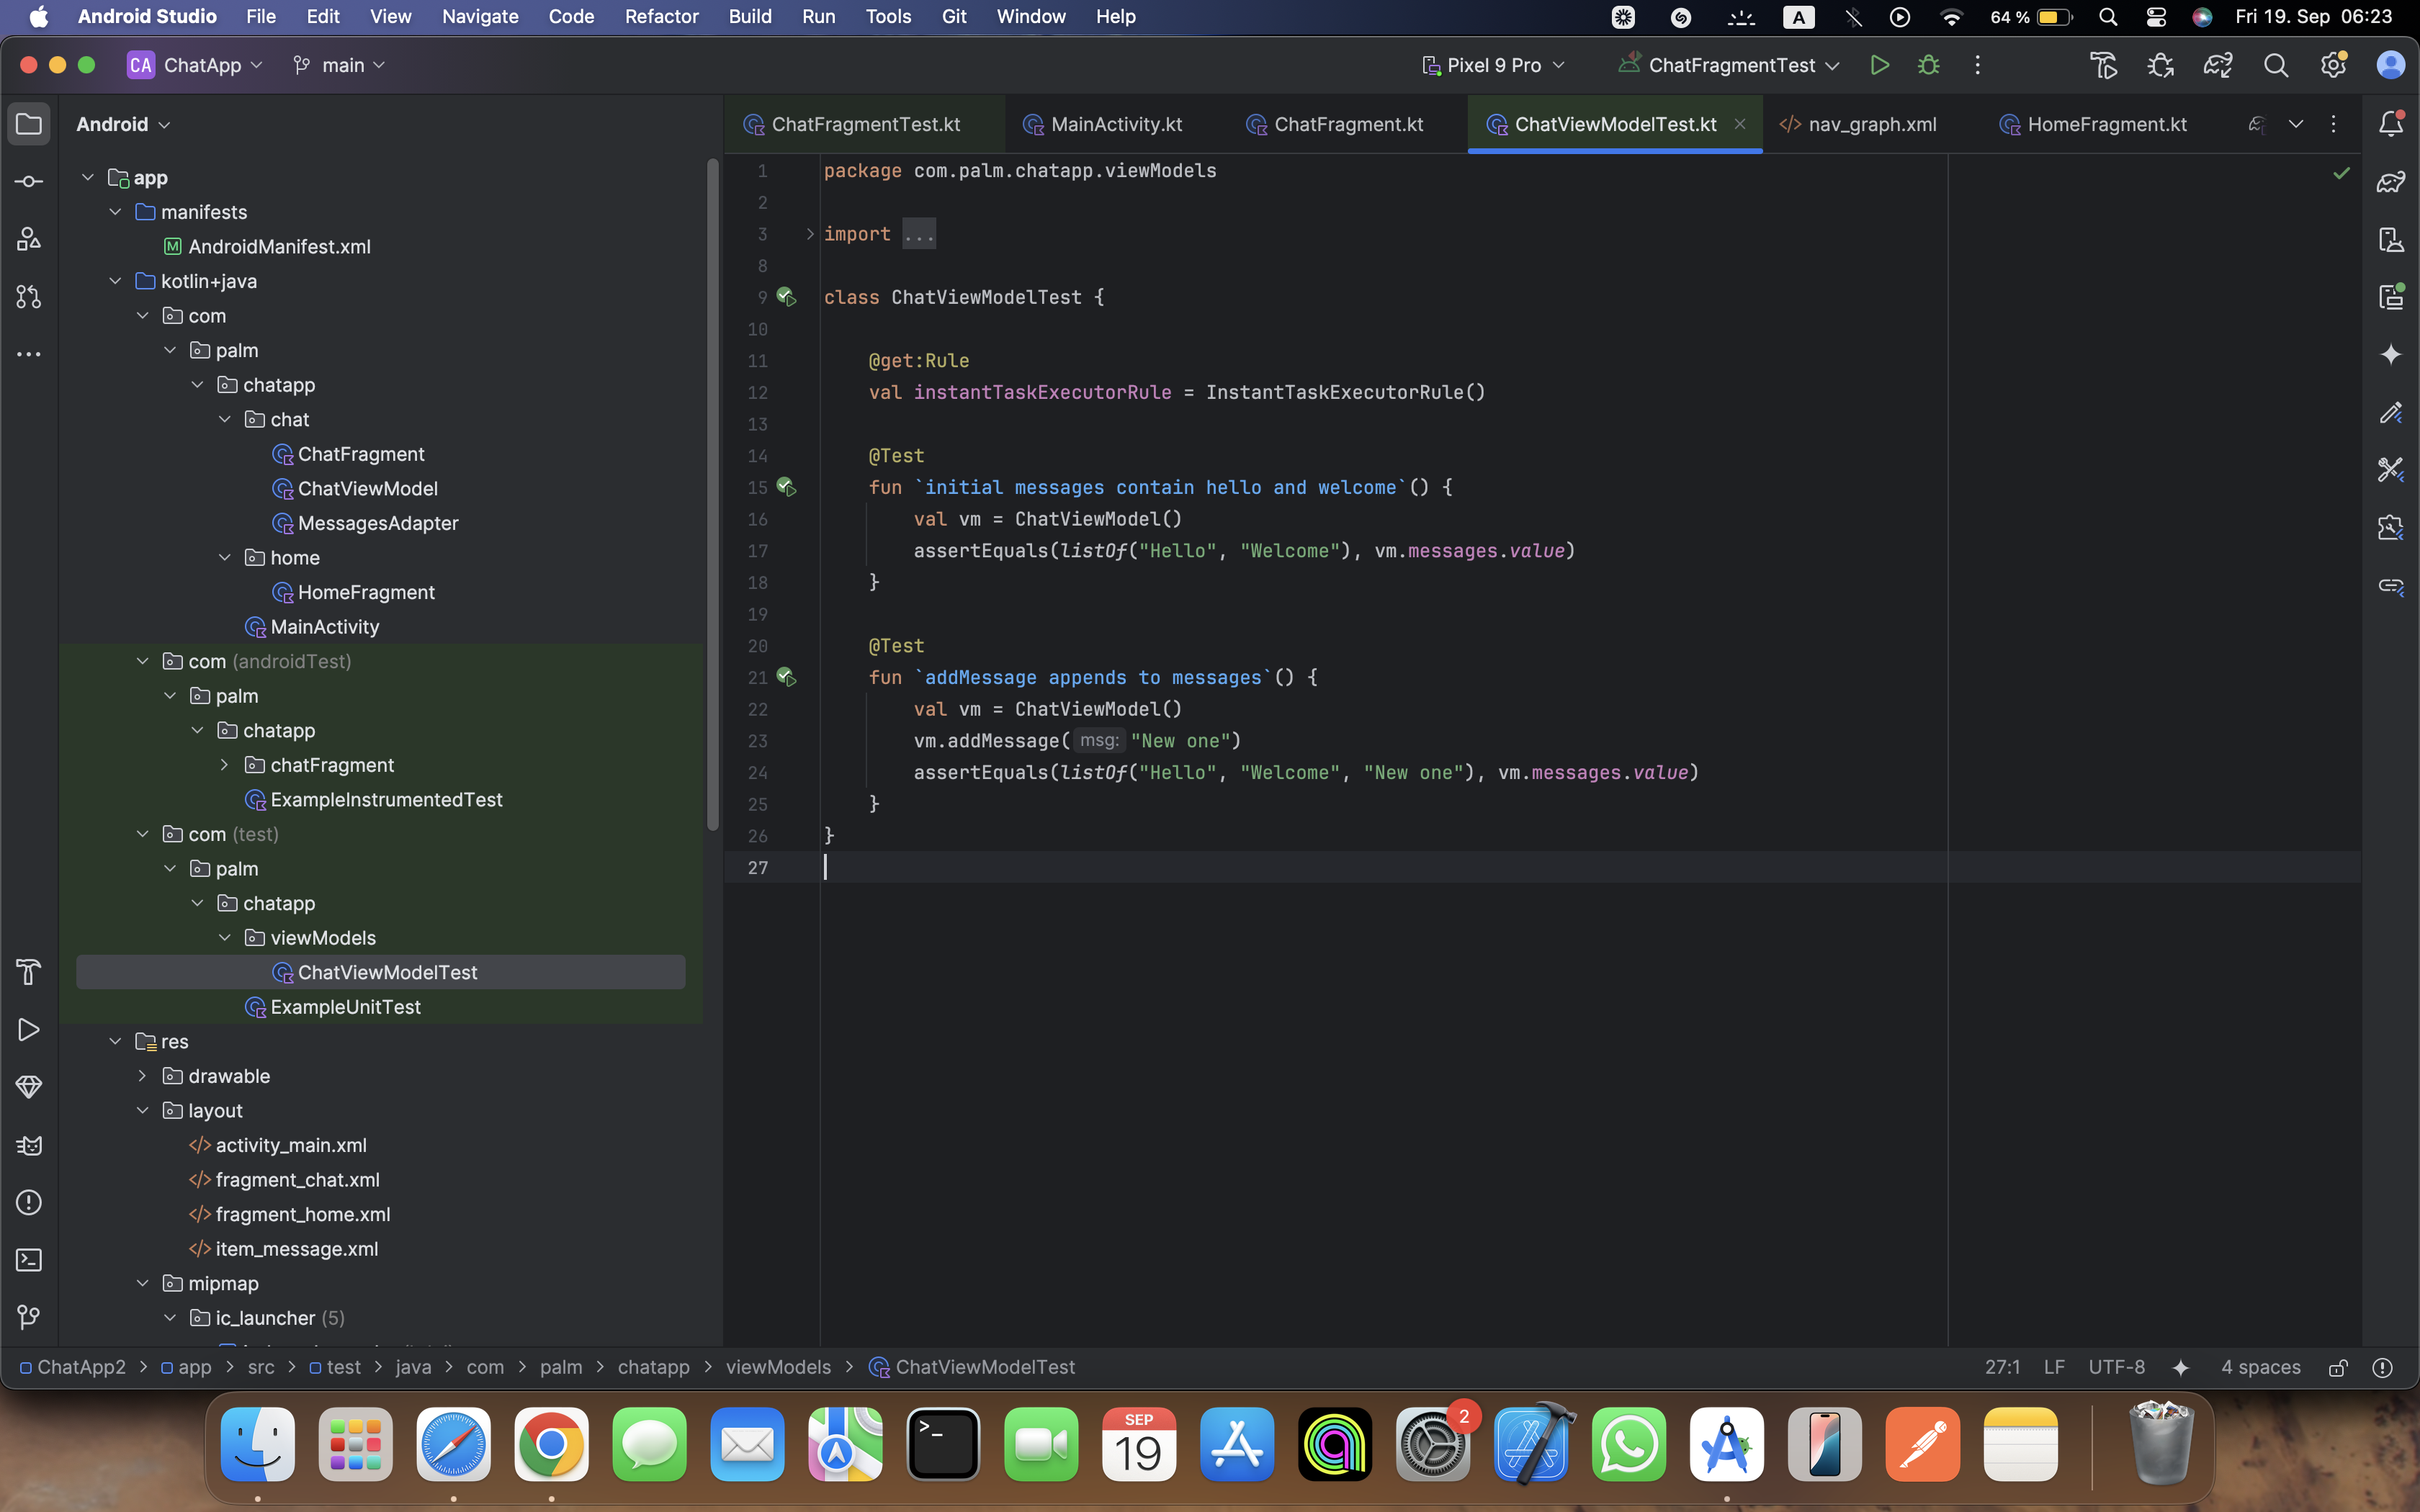 Android Studio File Edit View Navigate Code Refactor Build Run Tools Git Window Help A 64 % Fri 19. Sep 06:23
CA ChatApp main Pixel 9 Pro ChatFragmentTest
Android
app
manifests
M AndroidManifest.xml
kotlin+java
com
palm
chatapp
chat
ChatFragment
ChatViewModel
MessagesAdapter
home
HomeFragment
MainActivity
com (androidTest)
palm
chatapp
chatFragment
ExampleInstrumentedTest
com (test)
palm
chatapp
viewModels
ChatViewModelTest
ExampleUnitTest
res
drawable
layout
</> activity_main.xml
</> fragment_chat.xml
</> fragment_home.xml
</> item_message.xml
mipmap
ic_launcher (5)
ChatFragmentTest.kt MainActivity.kt ChatFragment.kt ChatViewModelTest.kt </> nav_graph.xml HomeFragment.kt
1 package com.palm.chatapp.viewModels
2
3 import ...
8
9 class ChatViewModelTest {
10
11 @get:Rule
12 val instantTaskExecutorRule = InstantTaskExecutorRule()
13
14 @Test
15 fun `initial messages contain hello and welcome`() {
16 val vm = ChatViewModel()
17 assertEquals(listOf("Hello", "Welcome"), vm.messages.value)
18 }
19
20 @Test
21 fun `addMessage appends to messages`() {
22 val vm = ChatViewModel()
23 vm.addMessage( msg: "New one")
24 assertEquals(listOf("Hello", "Welcome", "New one"), vm.messages.value)
25 }
26 }
27
ChatApp2 > app > src > test > java > com > palm > chatapp > viewModels > ChatViewModelTest 27:1 LF UTF-8 4 spaces
>_ SEP 19 2